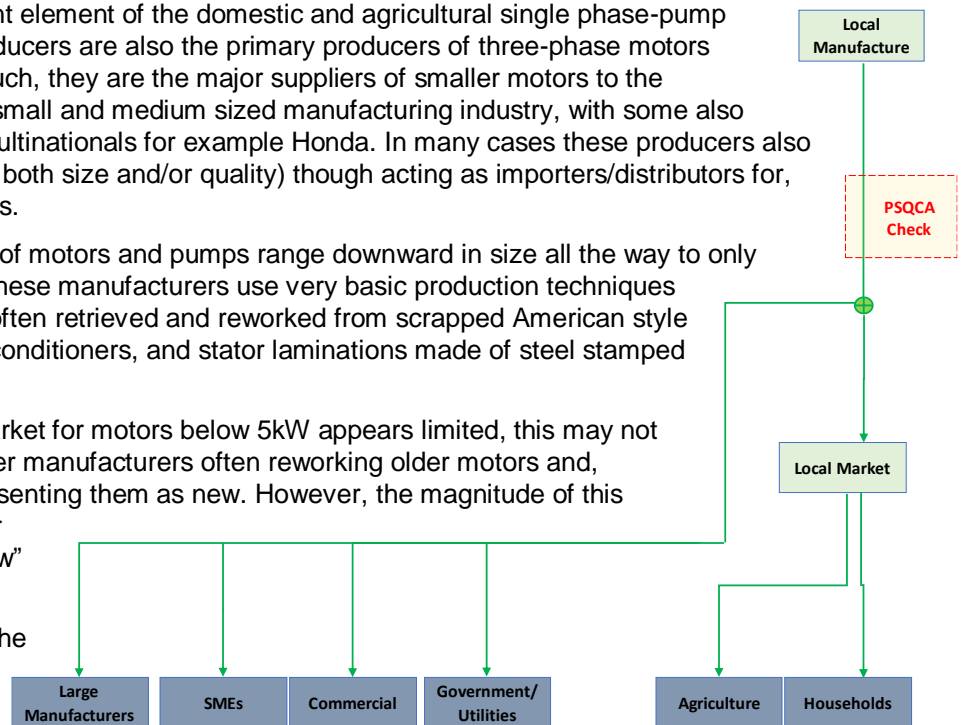 nt element of the domestic and agricultural single phase-pump
ducers are also the primary producers of three-phase motors
uch, they are the major suppliers of smaller motors to the
small and medium sized manufacturing industry, with some also
ultinationals for example Honda. In many cases these producers also
both size and/or quality) though acting as importers/distributors for,
s.
of motors and pumps range downward in size all the way to only
hese manufacturers use very basic production techniques
often retrieved and reworked from scrapped American style
conditioners, and stator laminations made of steel stamped
arket for motors below 5kW appears limited, this may not
er manufacturers often reworking older motors and,
senting them as new. However, the magnitude of this
w”
he
Local
Manufacture
PSQCA
Check
Local Market
Large
Manufacturers
SMEs
Commercial
Government/
Utilities
Agriculture
Households